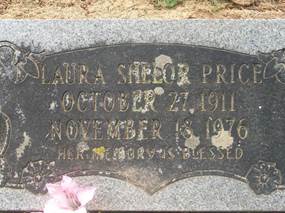 LAURA SHELOR PRICE
OCTOBER 27, 1911
NOVEMBER 18, 1976
HER MEMORY IS BLESSED